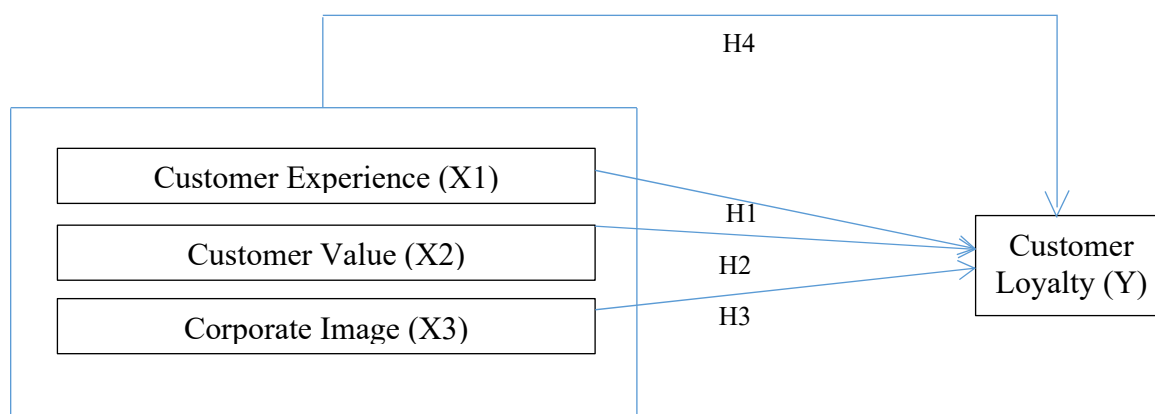 H4
Customer Experience (X1)
H1
Customer Value (X2)
H2
Corporate Image (X3)
H3
Customer
Loyalty (Y)